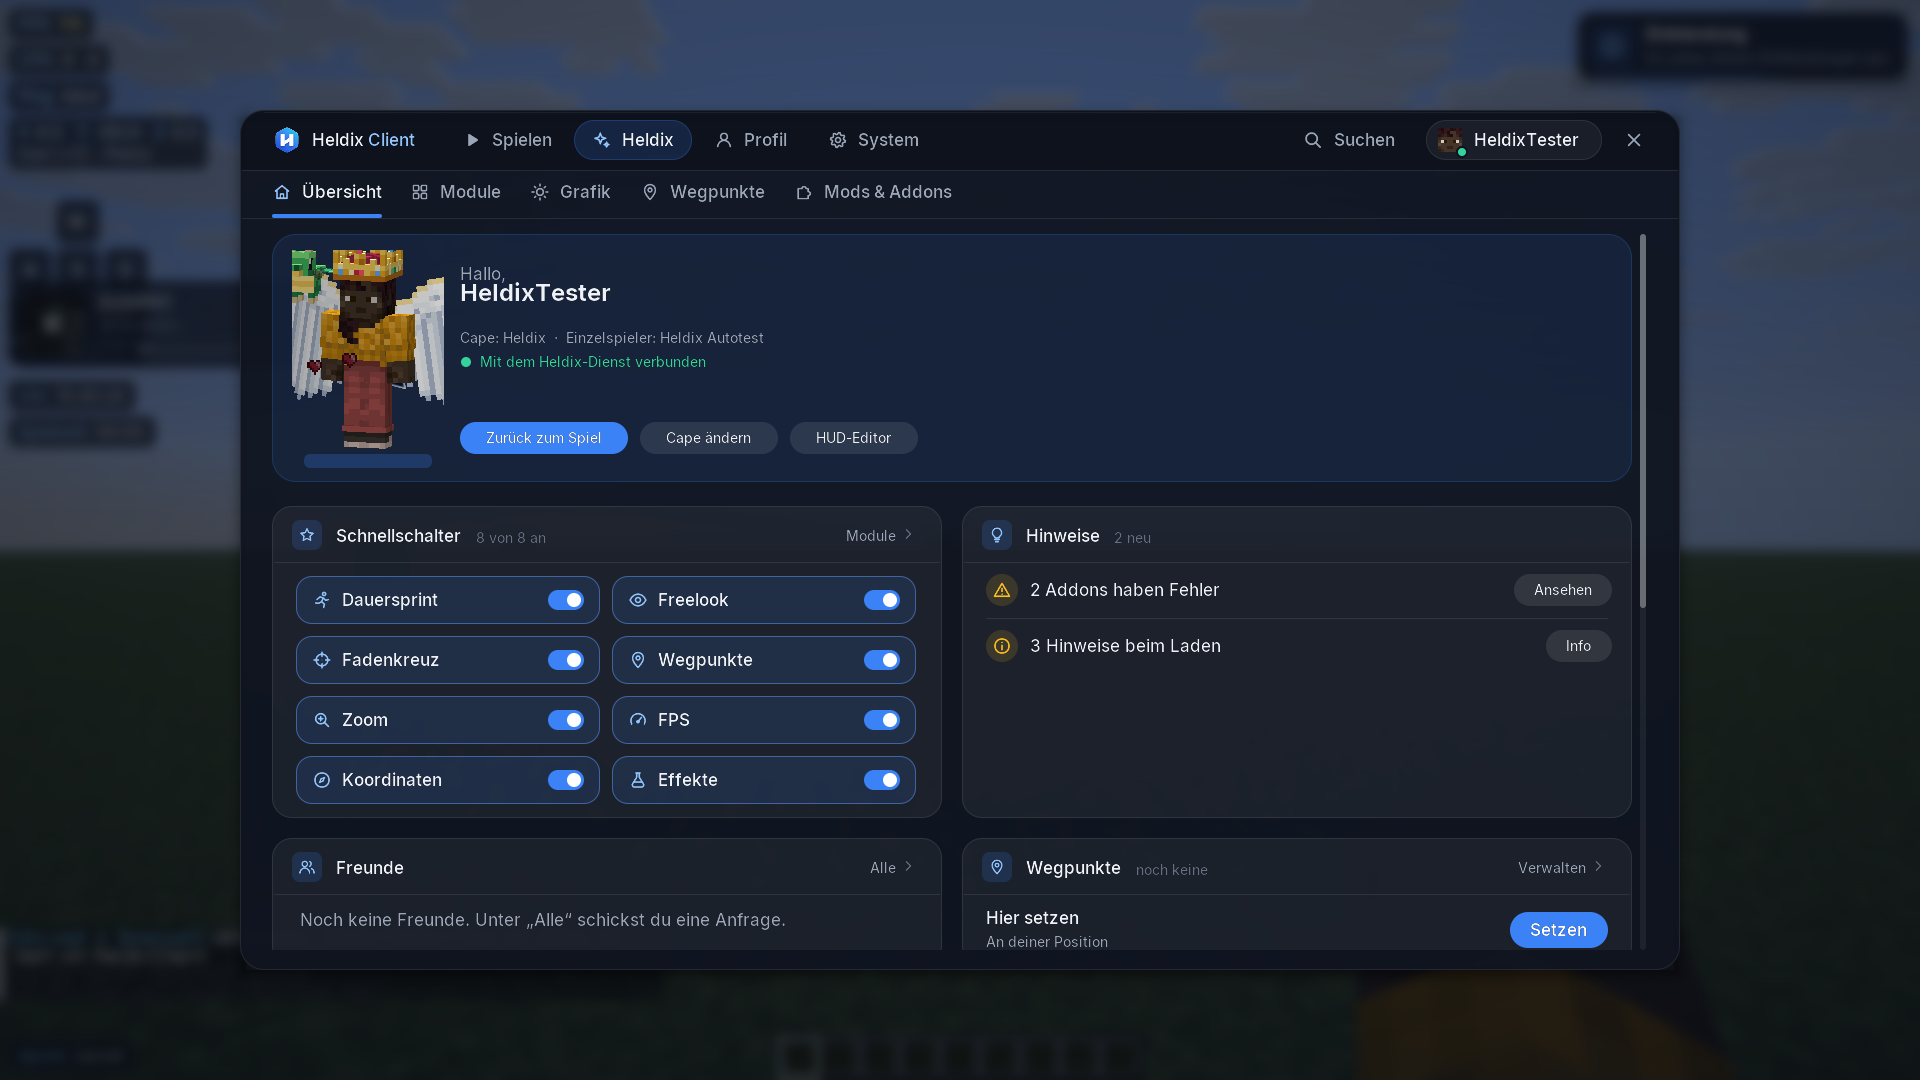 Heldix Client
Spielen
Heldix
Profil
System
Suchen
HeldixTester
Übersicht
Module
Grafik
Wegpunkte
Mods & Addons
Hallo,
HeldixTester
Cape: Heldix · Einzelspieler: Heldix Autotest
Mit dem Heldix-Dienst verbunden
Zurück zum Spiel
Cape ändern
HUD-Editor
Schnellschalter 8 von 8 an
Module
Dauersprint
Freelook
Fadenkreuz
Wegpunkte
Zoom
FPS
Koordinaten
Effekte
Hinweise 2 neu
2 Addons haben Fehler
Ansehen
3 Hinweise beim Laden
Info
Freunde
Alle
Noch keine Freunde. Unter „Alle“ schickst du eine Anfrage.
Wegpunkte noch keine
Verwalten
Hier setzen
An deiner Position
Setzen